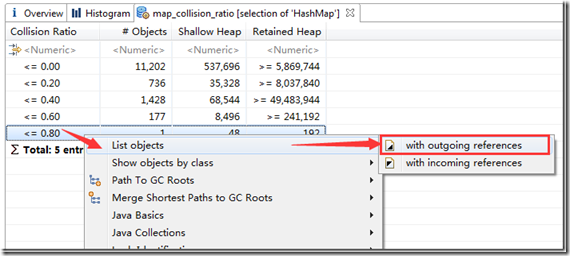 i Overview Histogram map_collision_ratio [selection of 'HashMap']
Collision Ratio # Objects Shallow Heap Retained Heap
<Numeric> <Numeric> <Numeric> <Numeric>
<= 0.00 11,202 537,696 >= 5,869,744
<= 0.20 736 35,328 >= 8,037,840
<= 0.40 1,428 68,544 >= 49,483,944
<= 0.60 177 8,496 >= 241,192
<= 0.80 1 48 192
Σ Total: 5 entr
List objects
with outgoing references
with incoming references
Show objects by class
Path To GC Roots
Merge Shortest Paths to GC Roots
Java Basics
Java Collections